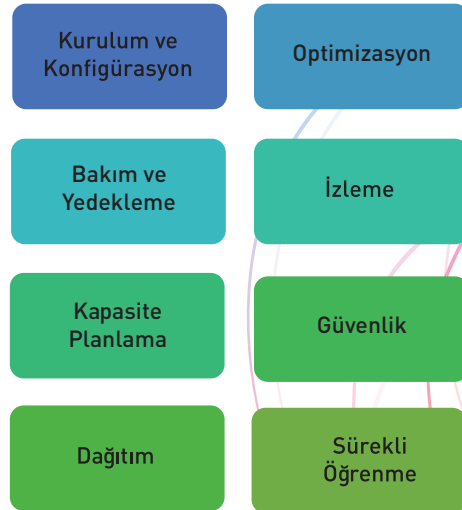 Kurulum ve
Konfigürasyon
Optimizasyon
Bakım ve
Yedekleme
İzleme
Kapasite
Planlama
Güvenlik
Dağıtım
Sürekli
Öğrenme